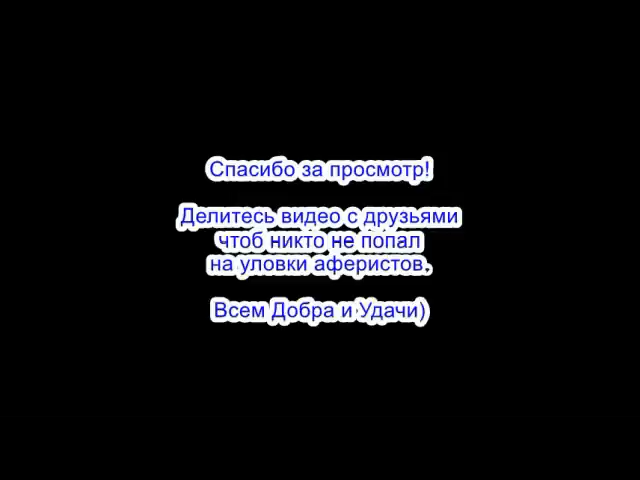 Спасибо за просмотр!
Делитесь видео с друзьями
чтоб никто не попал
на уловки аферистов.
Всем Добра и Удачи)